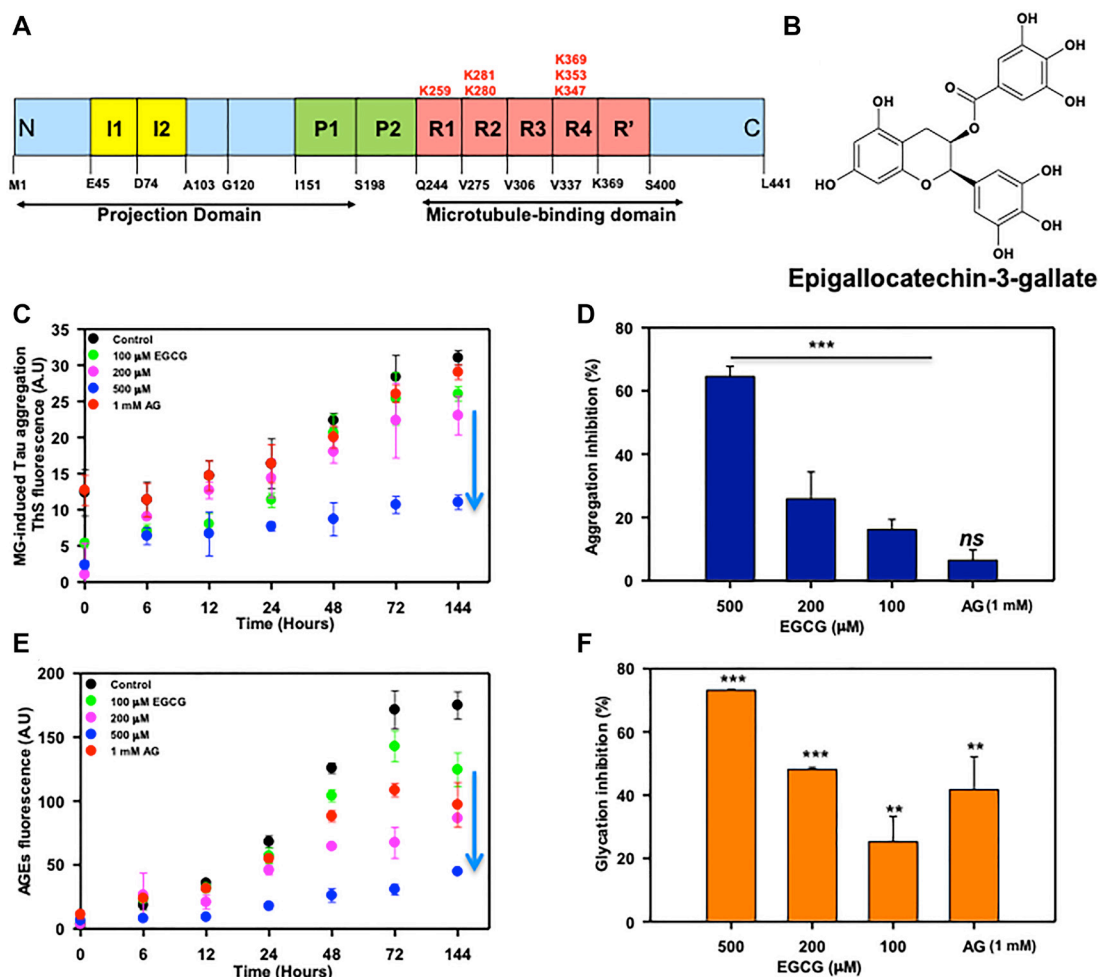 A
K259
K281
K280
K369
K353
K347
N I1 I2 P1 P2 R1 R2 R3 R4 R' C
M1 E45 D74 A103 G120 I151 S198 Q244 V275 V306 V337 K369 S400 L441
Projection Domain Microtubule-binding domain
B
OH
OH
OH
O
O
OH
HO
O
OH
OH
OH
Epigallocatechin-3-gallate
C
MG-induced Tau aggregation
ThS fluorescence (A.U)
35
30
25
20
15
10
5
0
Control
100 µM EGCG
200 µM
500 µM
1 mM AG
0 6 12 24 48 72 144
Time (Hours)
D
Aggregation inhibition (%)
80
60
40
20
0
***
ns
500 200 100 AG (1 mM)
EGCG (µM)
E
AGEs fluorescence (A.U)
200
150
100
50
0
Control
100 µM EGCG
200 µM
500 µM
1 mM AG
0 6 12 24 48 72 144
Time (Hours)
F
Glycation inhibition (%)
80
60
40
20
0
***
***
**
**
500 200 100 AG (1 mM)
EGCG (µM)